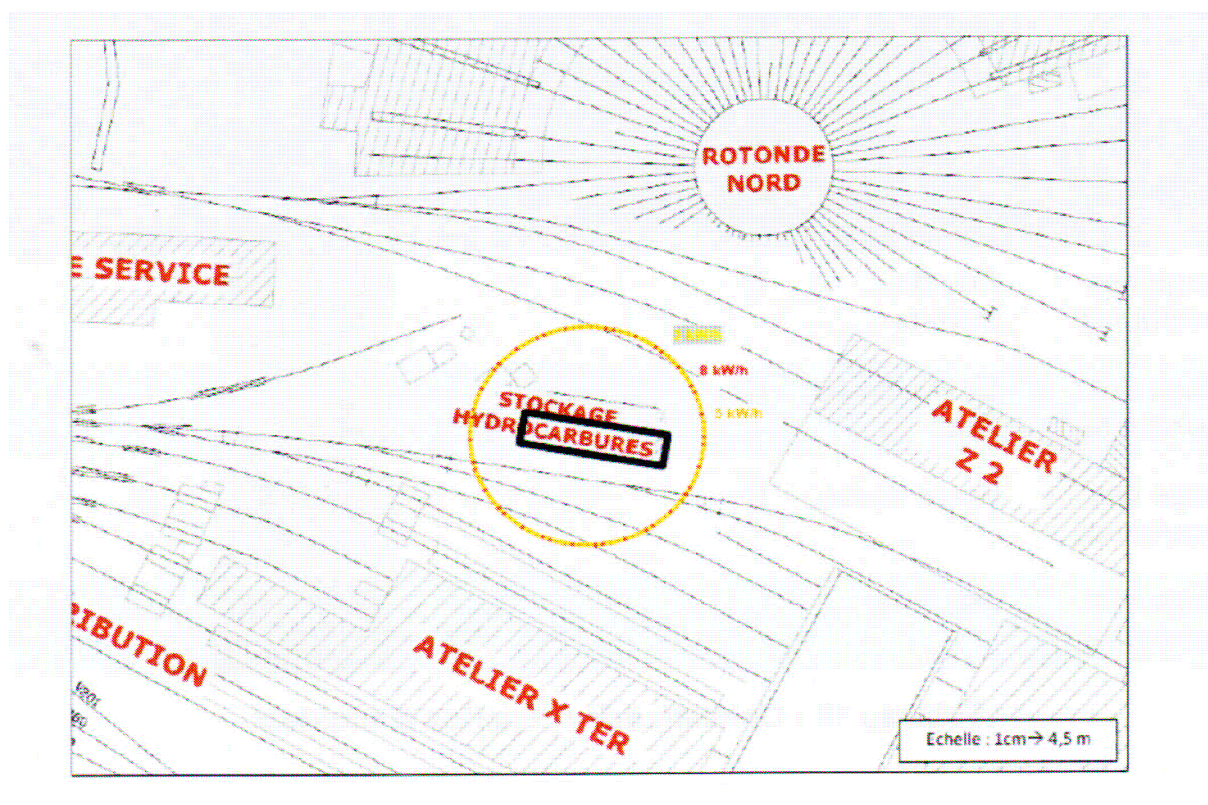 ROTONDE
NORD
E SERVICE
8 kW/h
STOCKAGE
HYDROCARBURES
ATELIER
Z 2
RIBUTION
ATELIER X TER
Echelle : 1cm→ 4,5 m